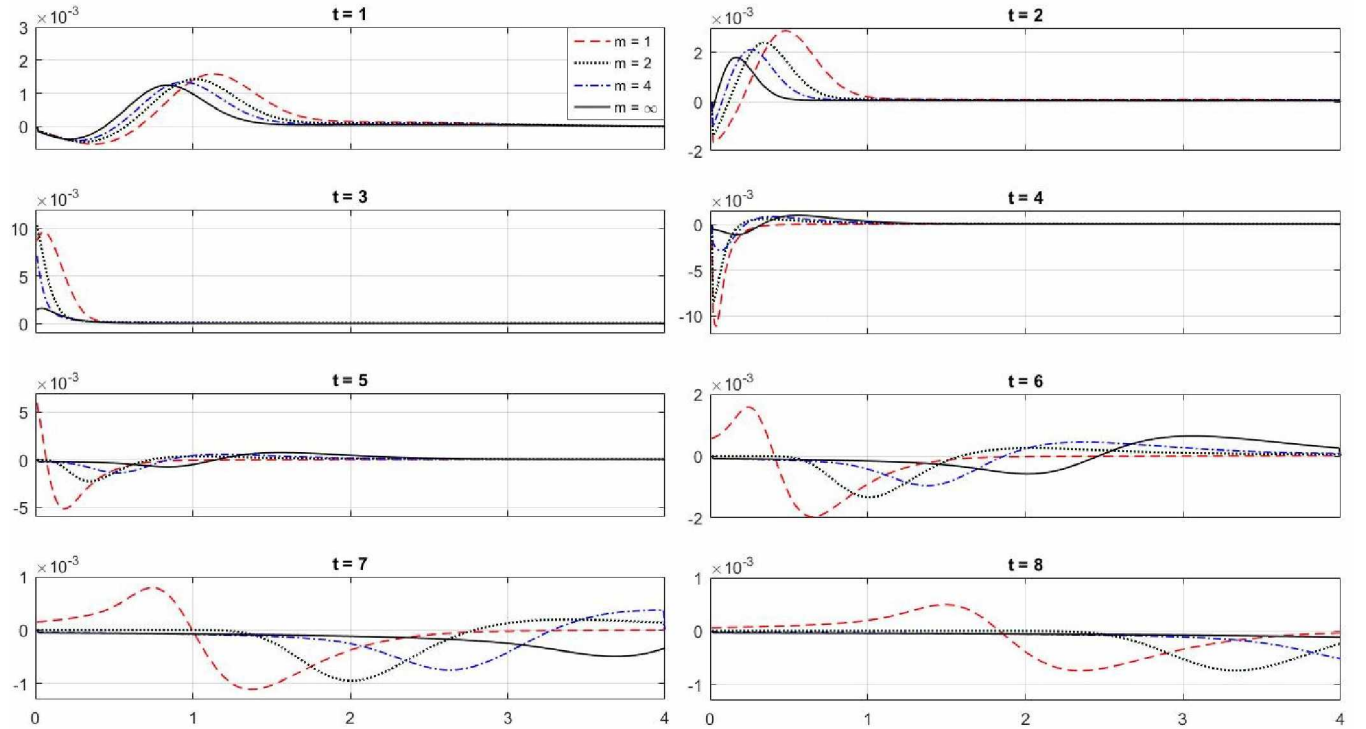 t = 1
×10⁻³
3
2
1
0
m = 1
m = 2
m = 4
m = ∞
t = 2
×10⁻³
2
0
-2
t = 3
×10⁻³
10
5
0
t = 4
×10⁻³
0
-5
-10
t = 5
×10⁻³
5
0
-5
t = 6
×10⁻³
2
0
-2
t = 7
×10⁻³
1
0
-1
0 1 2 3 4
t = 8
×10⁻³
1
0
-1
0 1 2 3 4